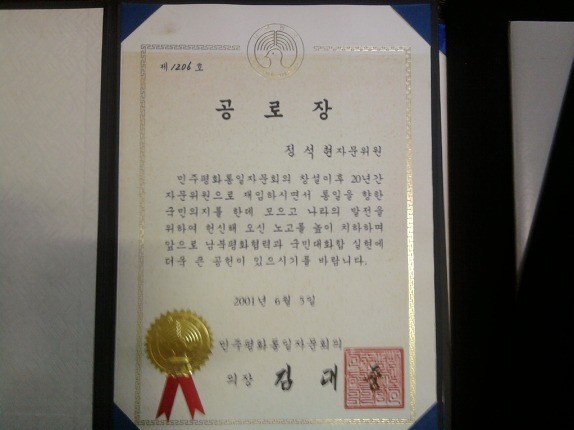 제 1206 호
공 로 장
정 석 천 자문위원
민주평화통일자문회의 창설이후 20년간
자문위원으로 재임하시면서 통일을 향한
국민의지를 한데 모으고 나라의 발전을
위하여 헌신해 오신 노고를 높이 치하하며
앞으로 남북평화협력과 국민대화합 실현에
더욱 큰 공헌이 있으시기를 바랍니다.
2001년 6월 5일
민주평화통일자문회의
의장 김 대 중